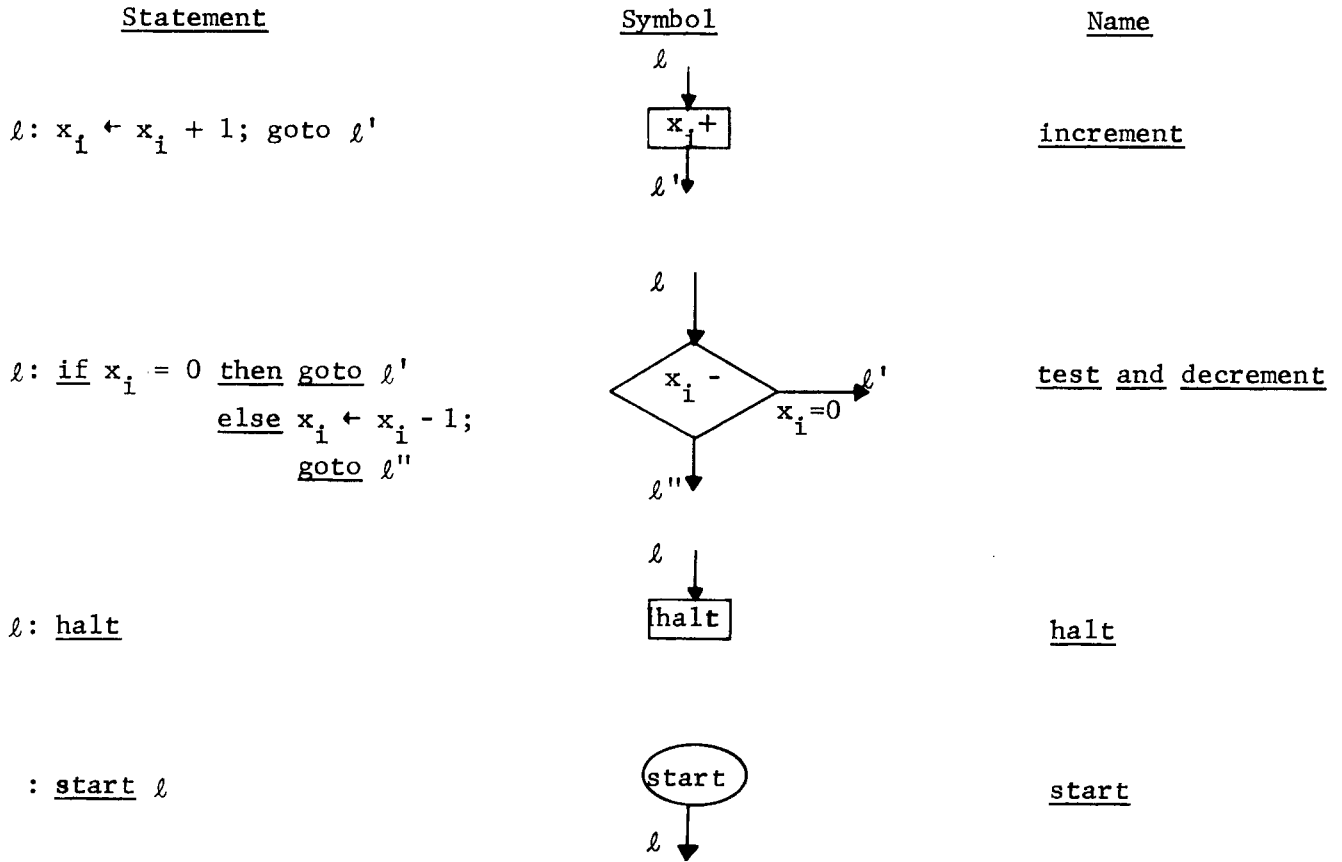 Statement Symbol Name
ℓ
ℓ: x_i ← x_i + 1; goto ℓ' x_i+ increment
ℓ'
ℓ
ℓ: if x_i = 0 then goto ℓ' x_i - ℓ' test and decrement
else x_i ← x_i - 1; x_i=0
goto ℓ"
ℓ"
ℓ
ℓ: halt halt halt
: start ℓ start start
ℓ